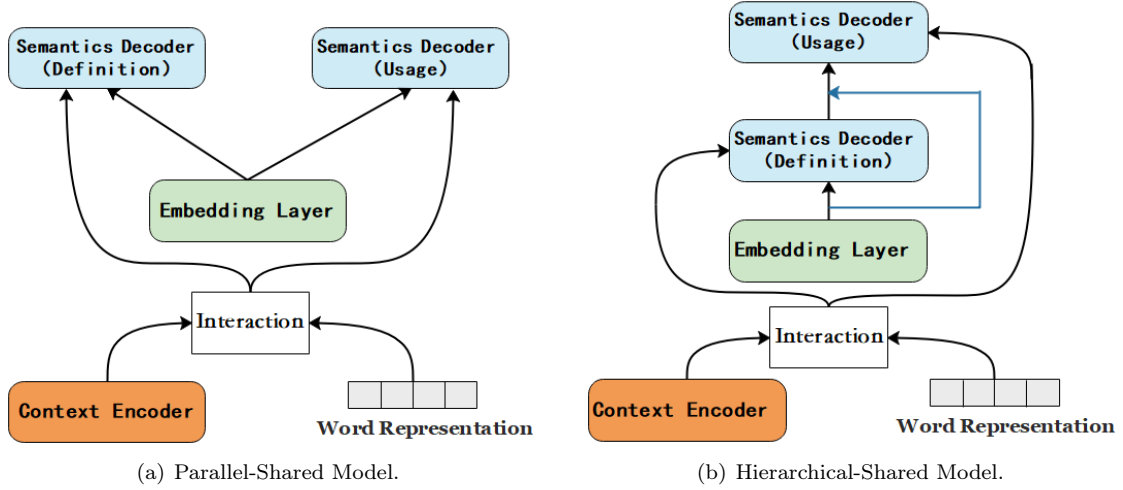 Semantics Decoder
(Definition)
Semantics Decoder
(Usage)
Embedding Layer
Interaction
Context Encoder
Word Representation
(a) Parallel-Shared Model.
Semantics Decoder
(Usage)
Semantics Decoder
(Definition)
Embedding Layer
Interaction
Context Encoder
Word Representation
(b) Hierarchical-Shared Model.